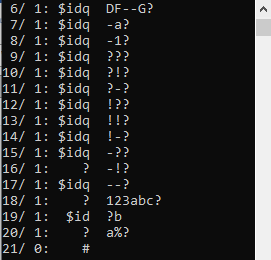 6/ 1: $idq DF--G?
7/ 1: $idq -a?
8/ 1: $idq -1?
9/ 1: $idq ???
10/ 1: $idq ?!?
11/ 1: $idq ?-?
12/ 1: $idq !??
13/ 1: $idq !!?
14/ 1: $idq !-?
15/ 1: $idq -??
16/ 1: ? -!?
17/ 1: $idq --?
18/ 1: ? 123abc?
19/ 1: $id ?b
20/ 1: ? a%?
21/ 0: #